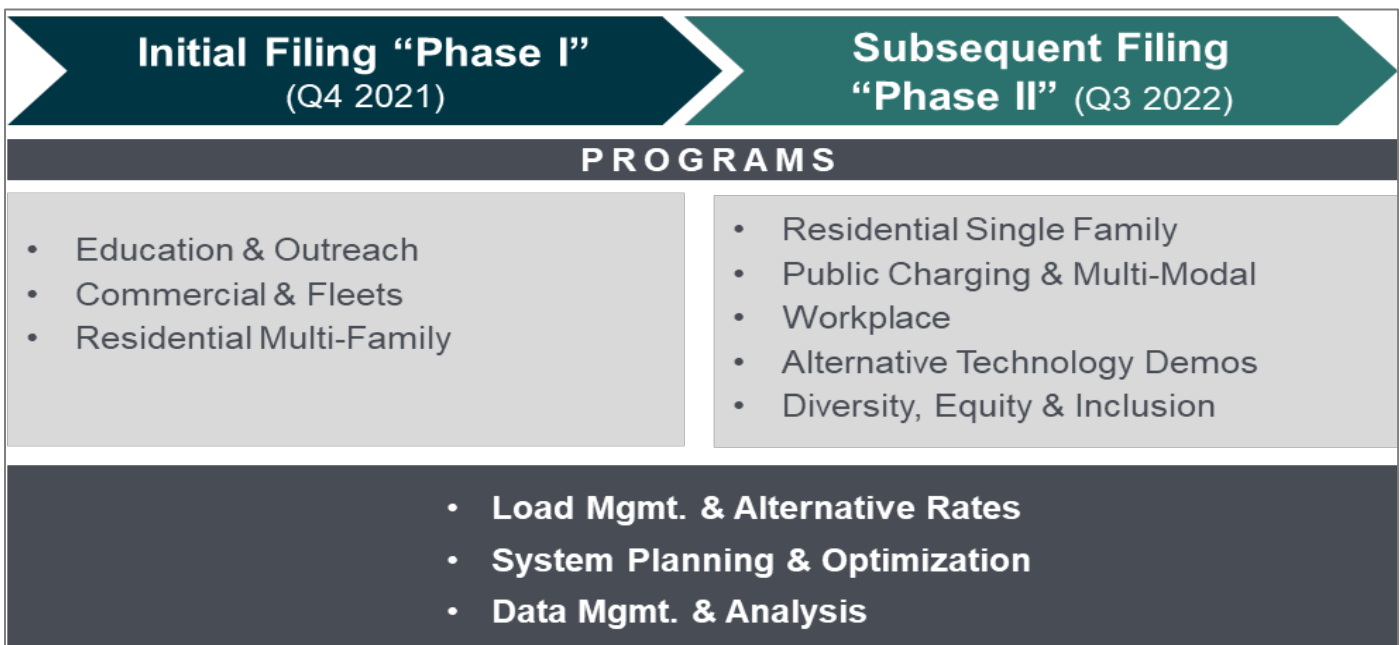 Initial Filing “Phase I”
(Q4 2021)
Subsequent Filing
“Phase II” (Q3 2022)
PROGRAMS
• Education & Outreach
• Commercial & Fleets
• Residential Multi-Family
• Residential Single Family
• Public Charging & Multi-Modal
• Workplace
• Alternative Technology Demos
• Diversity, Equity & Inclusion
• Load Mgmt. & Alternative Rates
• System Planning & Optimization
• Data Mgmt. & Analysis